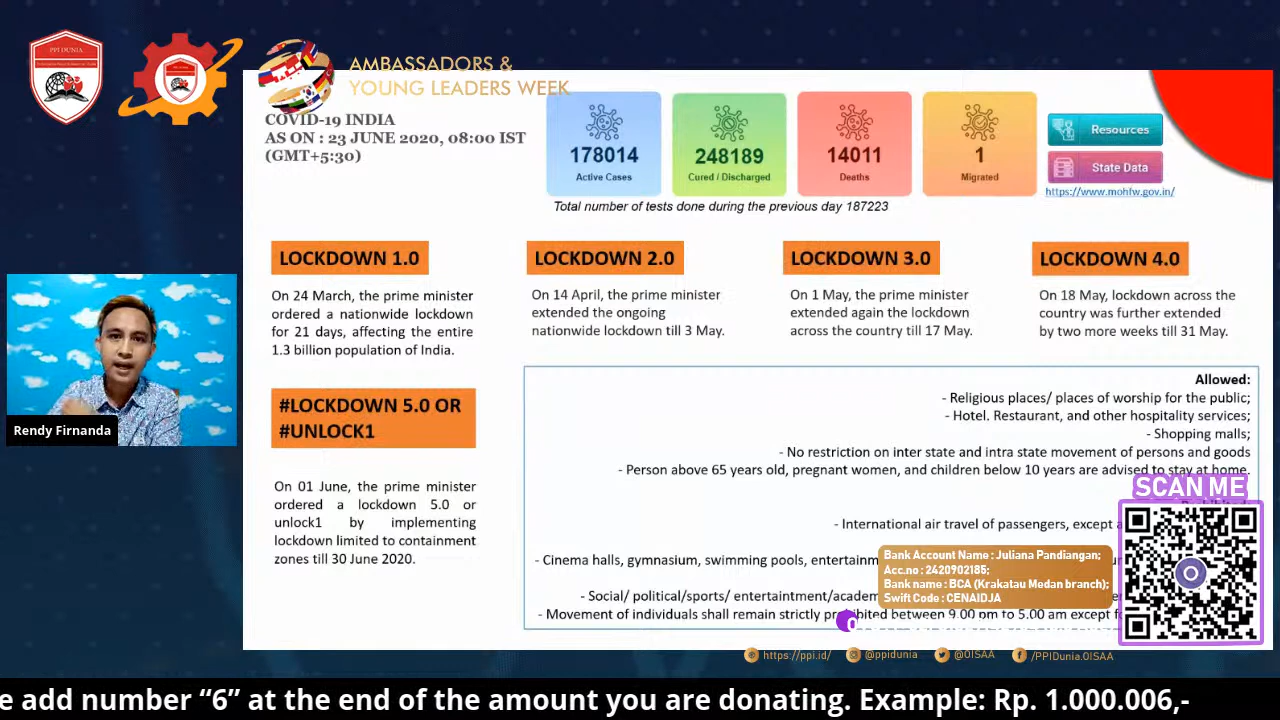 PPI DUNIA
AMBASSADORS &
YOUNG LEADERS WEEK
COVID-19 INDIA
AS ON : 23 JUNE 2020, 08:00 IST
(GMT+5:30)
178014
Active Cases
248189
Cured / Discharged
14011
Deaths
1
Migrated
Resources
State Data
https://www.mohfw.gov.in/
Total number of tests done during the previous day 187223
LOCKDOWN 1.0
On 24 March, the prime minister
ordered a nationwide lockdown
for 21 days, affecting the entire
1.3 billion population of India.
LOCKDOWN 2.0
On 14 April, the prime minister
extended the ongoing
nationwide lockdown till 3 May.
LOCKDOWN 3.0
On 1 May, the prime minister
extended again the lockdown
across the country till 17 May.
LOCKDOWN 4.0
On 18 May, lockdown across the
country was further extended
by two more weeks till 31 May.
#LOCKDOWN 5.0 OR
#UNLOCK1
On 01 June, the prime minister
ordered a lockdown 5.0 or
unlock1 by implementing
lockdown limited to containment
zones till 30 June 2020.
Allowed:
- Religious places/ places of worship for the public;
- Hotel. Restaurant, and other hospitality services;
- Shopping malls;
- No restriction on inter state and intra state movement of persons and goods
- Person above 65 years old, pregnant women, and children below 10 years are advised to stay at home.
- International air travel of passengers, except
- Cinema halls, gymnasium, swimming pools,
- Social/ political/sports/
- Movement of individuals shall remain strictly prohibited between 9.00 pm to 5.00 am except
SCAN ME
Bank Account Name : Juliana Pandiangan;
Acc.no : 2420902185;
Bank name : BCA (Krakatau Medan branch);
Swift Code : CENAIDJA
Rendy Firnanda
https://ppi.id/
@ppidunia
@OISAA
/PPIDunia.OISAA
add number “6” at the end of the amount you are donating. Example: Rp. 1.000.006,-